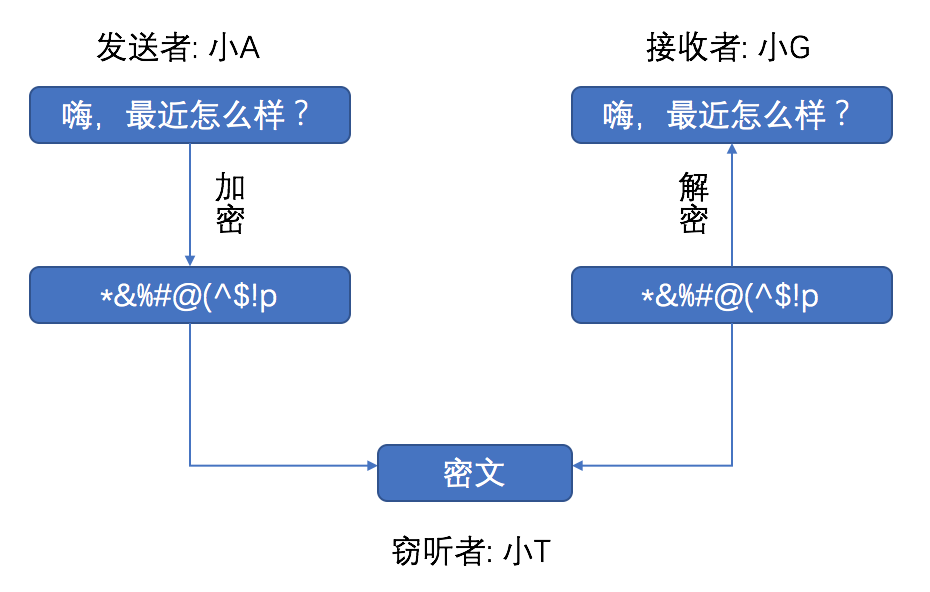 发送者: 小A
接收者: 小G
嗨，最近怎么样？
嗨，最近怎么样？
加
密
解
密
*&%#@(^$!p
*&%#@(^$!p
密文
窃听者: 小T